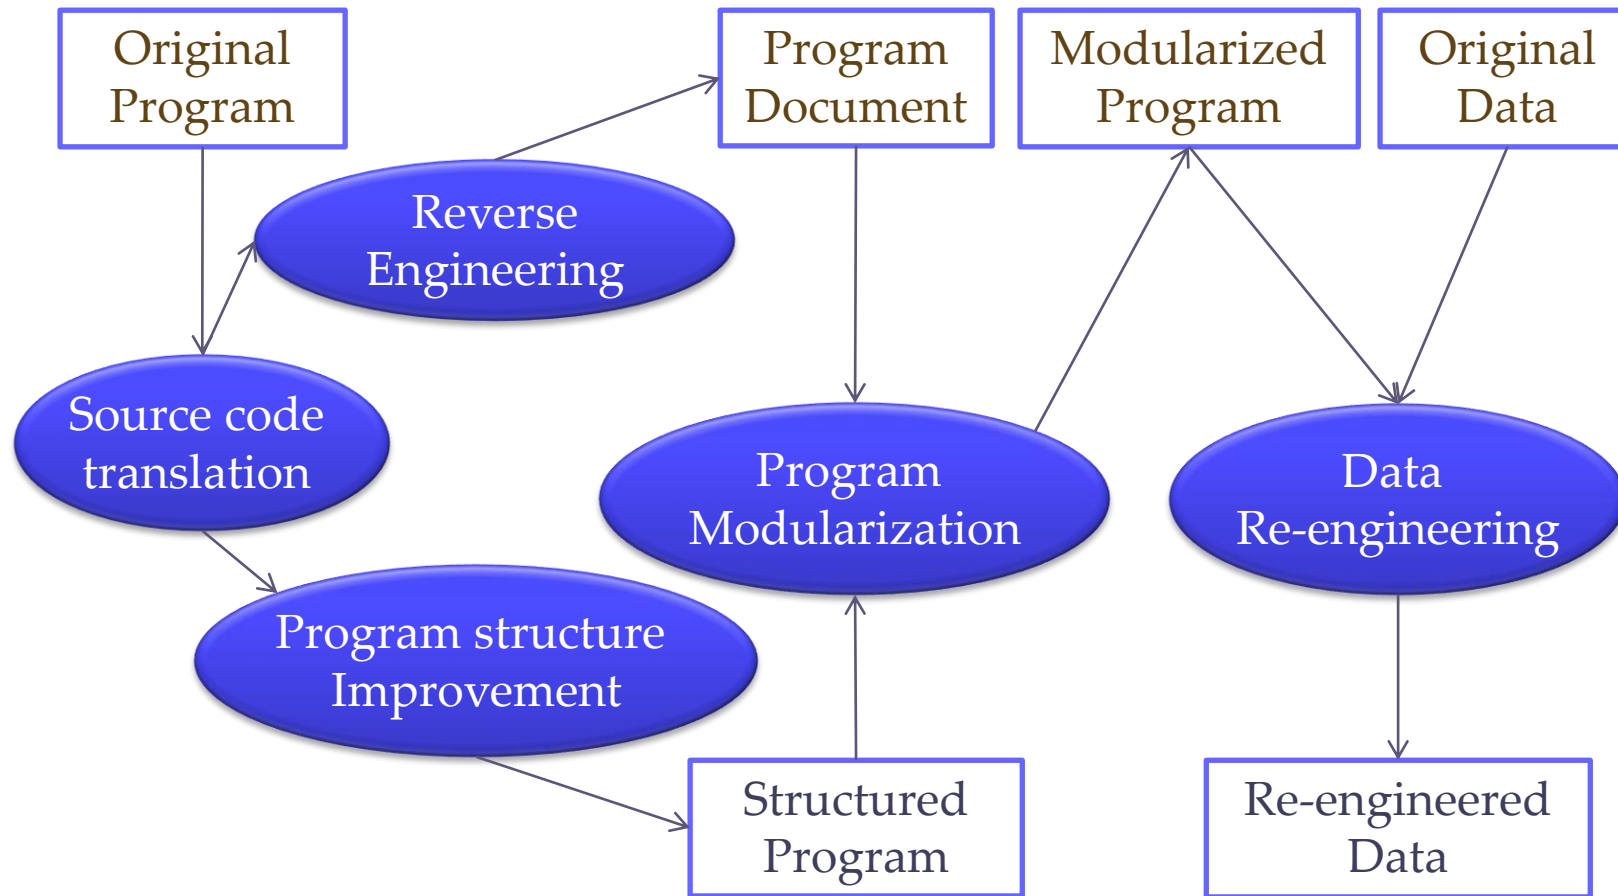 Original
Program
Program
Document
Modularized
Program
Original
Data
Reverse
Engineering
Source code
translation
Program
Modularization
Data
Re-engineering
Program structure
Improvement
Structured
Program
Re-engineered
Data